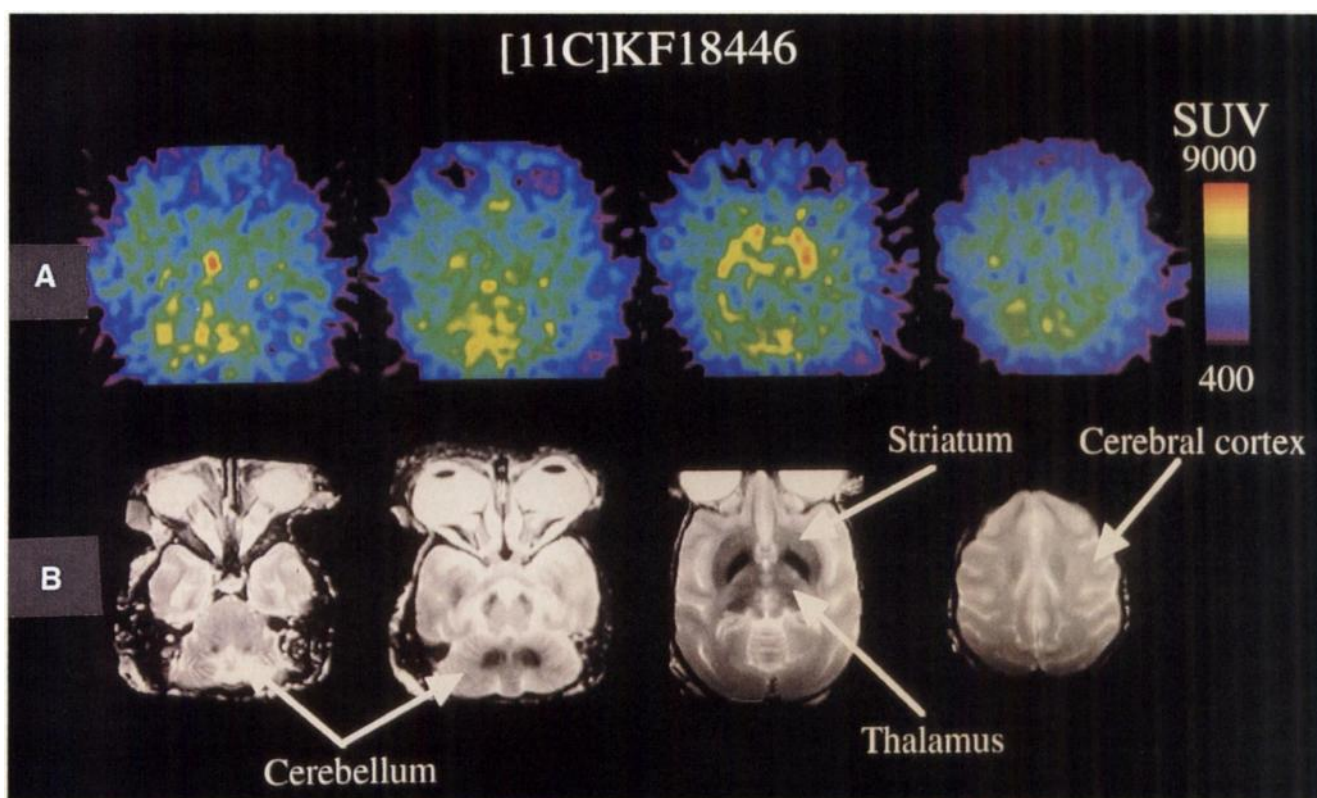 [11C]KF18446
SUV
9000
A
400
Striatum
Cerebral cortex
B
Thalamus
Cerebellum